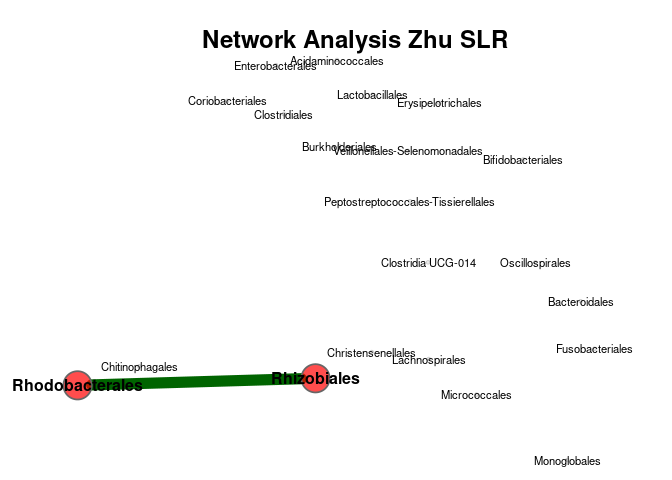 Network Analysis Zhu SLR
Acidaminococcales
Enterobacterales
Lactobacillales
Coriobacteriales
Erysipelotrichales
Clostridiales
Burkholderiales
Veillonellales-Selenomonadales
Bifidobacteriales
Peptostreptococcales-Tissierellales
Clostridia UCG-014
Oscillospirales
Bacteroidales
Fusobacteriales
Christensenellales
Lachnospirales
Chitinophagales
Rhizobiales
Rhodobacterales
Micrococcales
Monoglobales